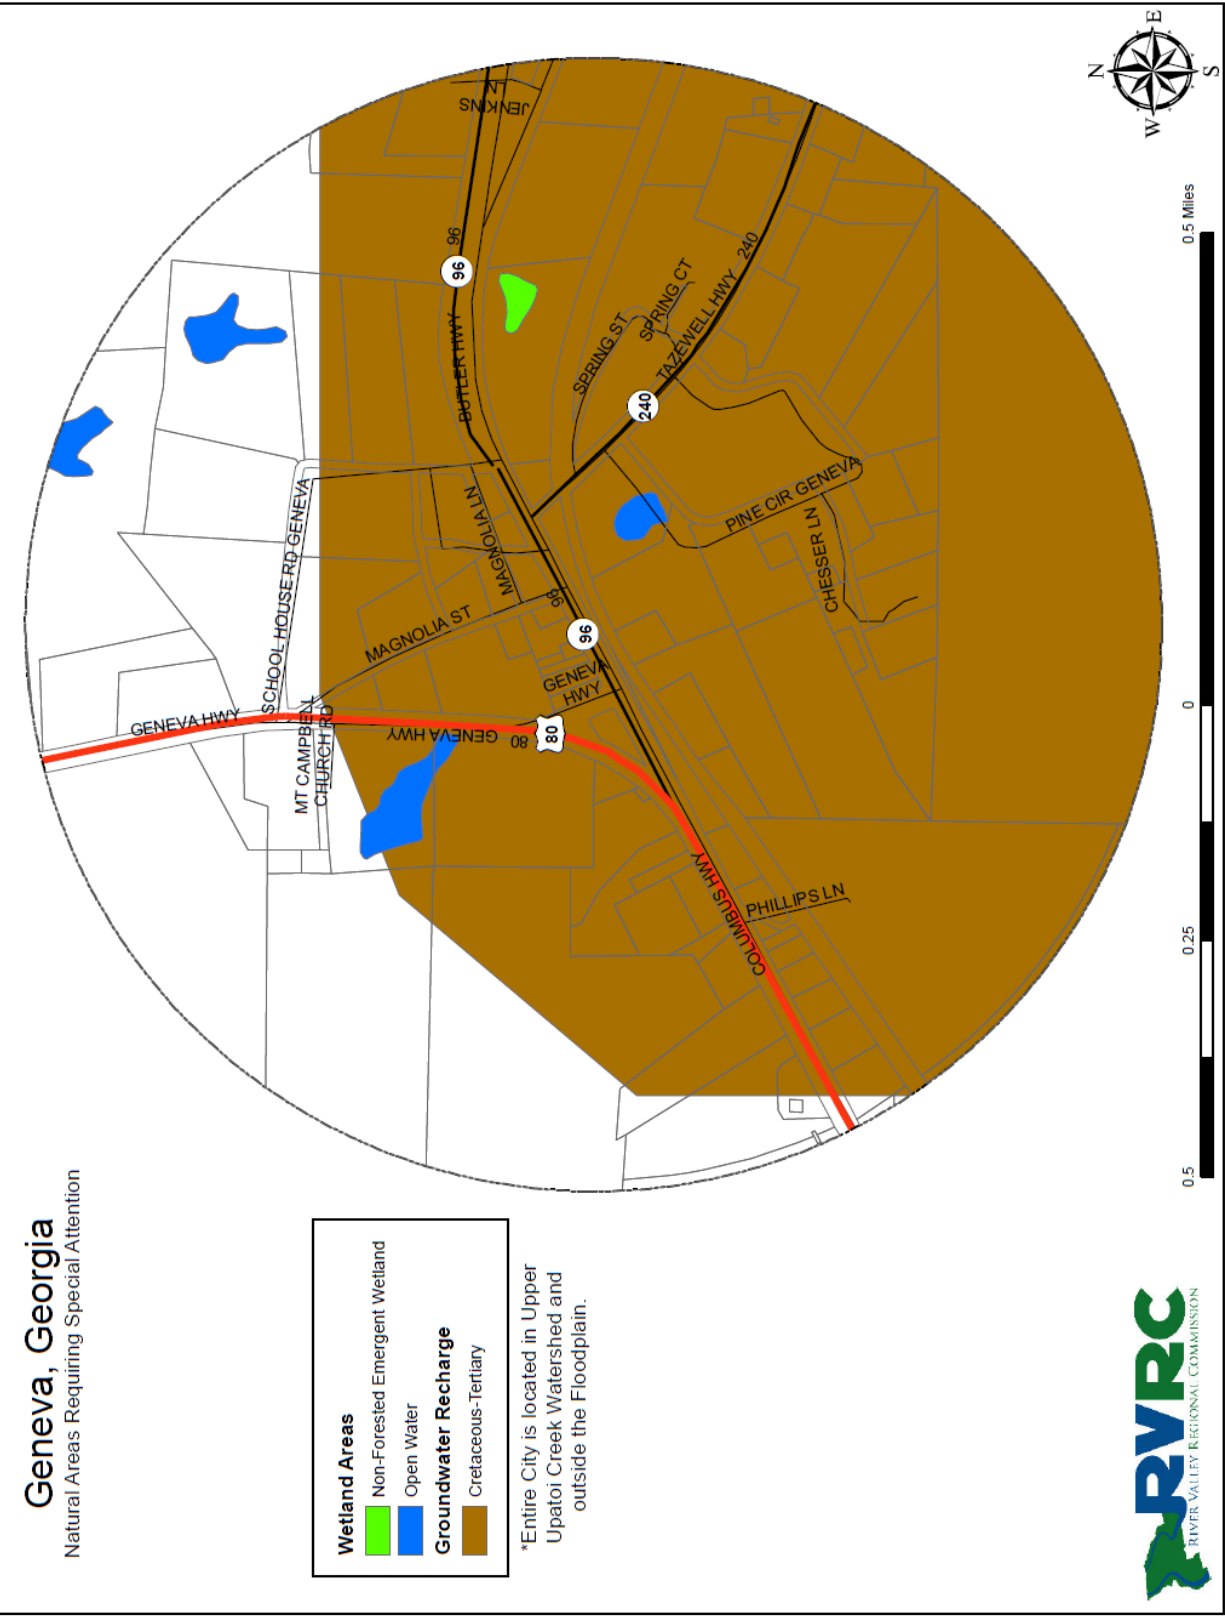 Geneva, Georgia
Natural Areas Requiring Special Attention
Wetland Areas
Non-Forested Emergent Wetland
Open Water
Groundwater Recharge
Cretaceous-Tertiary
*Entire City is located in Upper
Upatoi Creek Watershed and
outside the Floodplain.
GENEVA HWY
SCHOOL HOUSE RD GENEVA
MT CAMPBELL
CHURCH RD
MAGNOLIA ST
GENEVA HWY
80
80
GENEVA
HWY
MAGNOLIA LN
96
96
BUTLER HWY
96
96
JENKINS
LN
SPRING ST
SPRING CT
TAZEWELL HWY
240
240
PINE CIR GENEVA
CHESSER LN
COLUMBUS HWY
PHILLIPS LN
N
E
S
W
0.5
0.25
0
0.5 Miles
RVRC
RIVER VALLEY REGIONAL COMMISSION